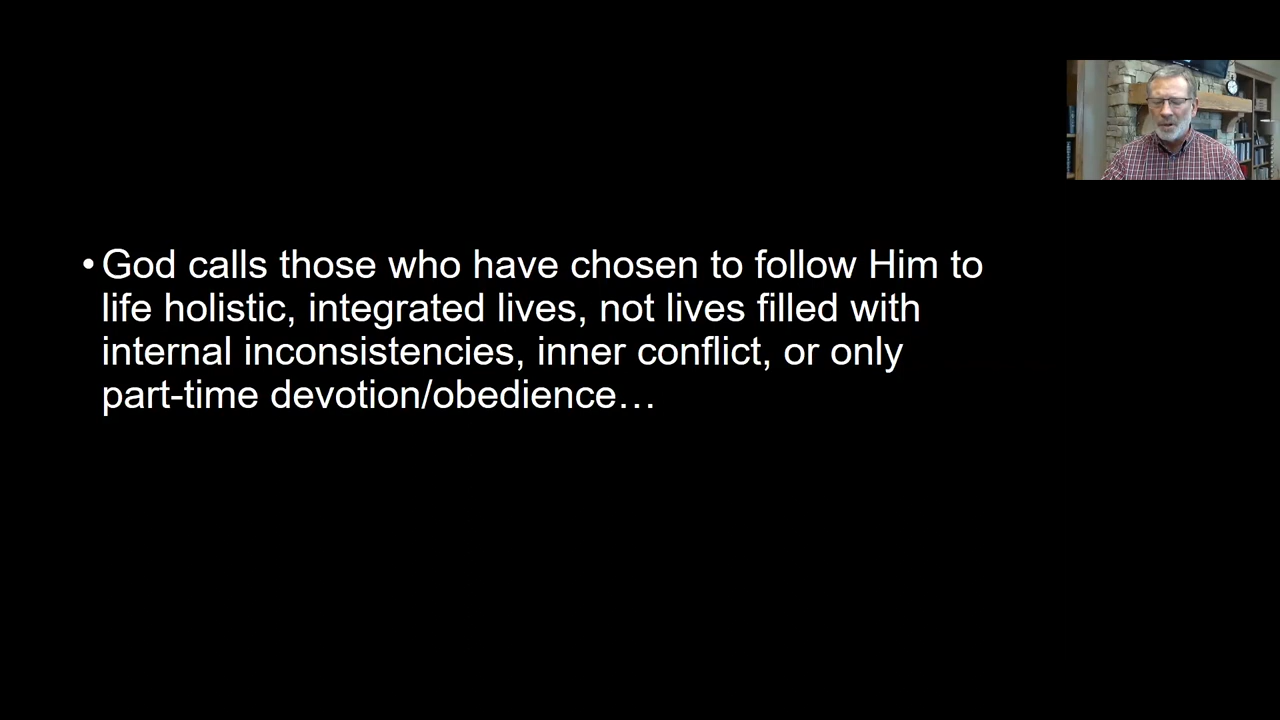 • God calls those who have chosen to follow Him to
life holistic, integrated lives, not lives filled with
internal inconsistencies, inner conflict, or only
part-time devotion/obedience…